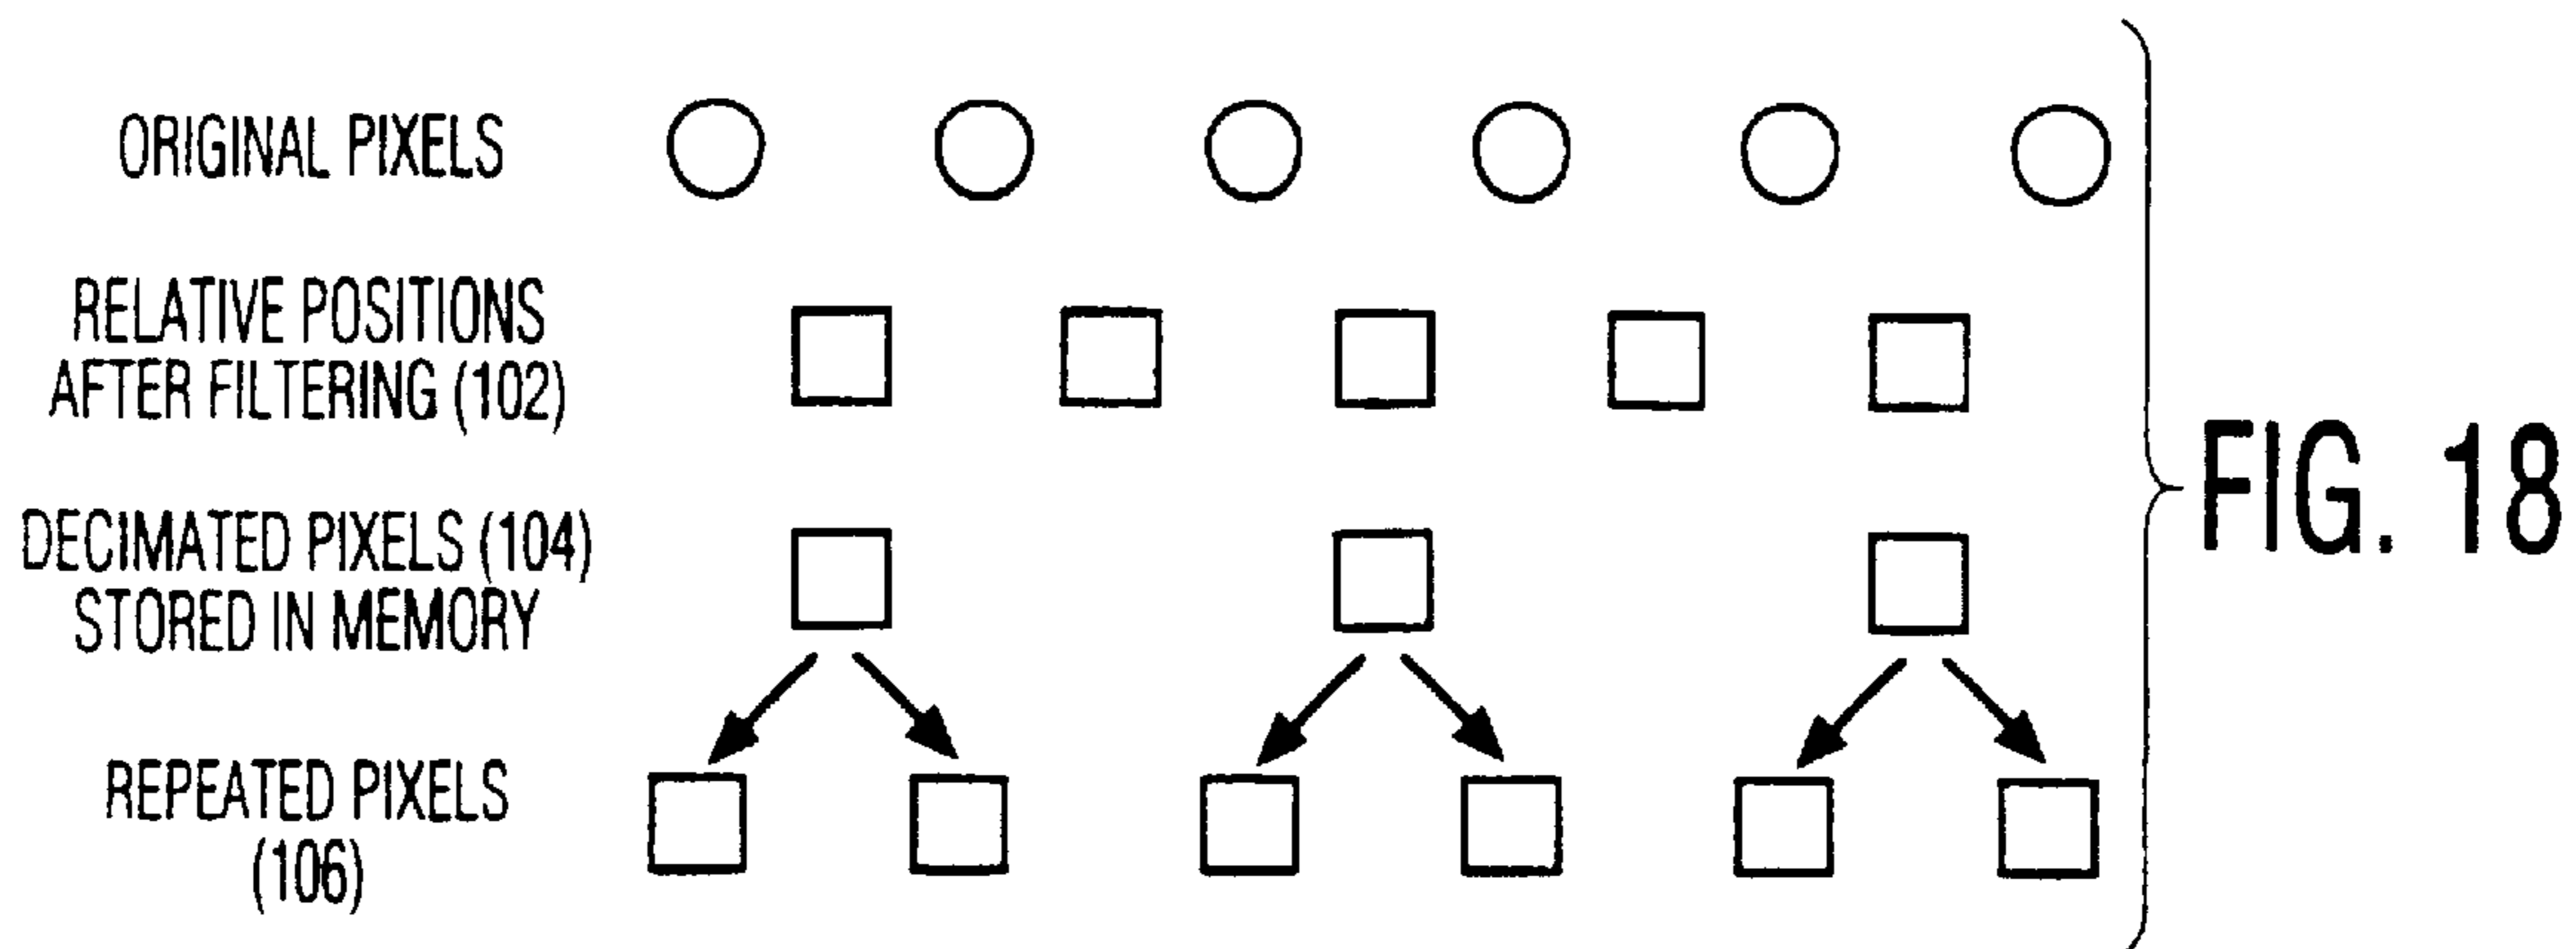 ORIGINAL PIXELS
RELATIVE POSITIONS
AFTER FILTERING (102)
DECIMATED PIXELS (104)
STORED IN MEMORY
REPEATED PIXELS
(106)
FIG. 18